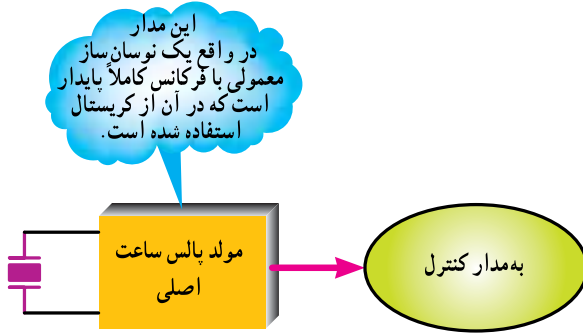 این مدار
در واقع یک نوسان‌ساز
معمولی با فرکانس کاملاً پایدار
است که در آن از کریستال
استفاده شده است.
مولد پالس ساعت
اصلی
به‌مدار کنترل